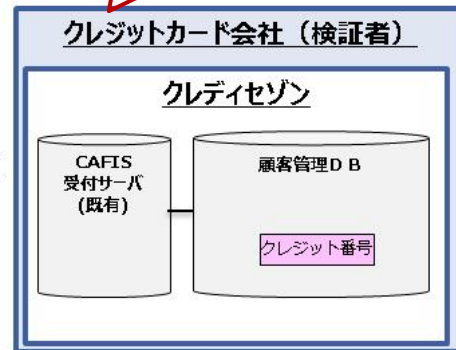 クレジットカード会社（検証者）
クレディセゾン
CAFIS
受付サーバ
(既有)
顧客管理ＤＢ
クレジット番号